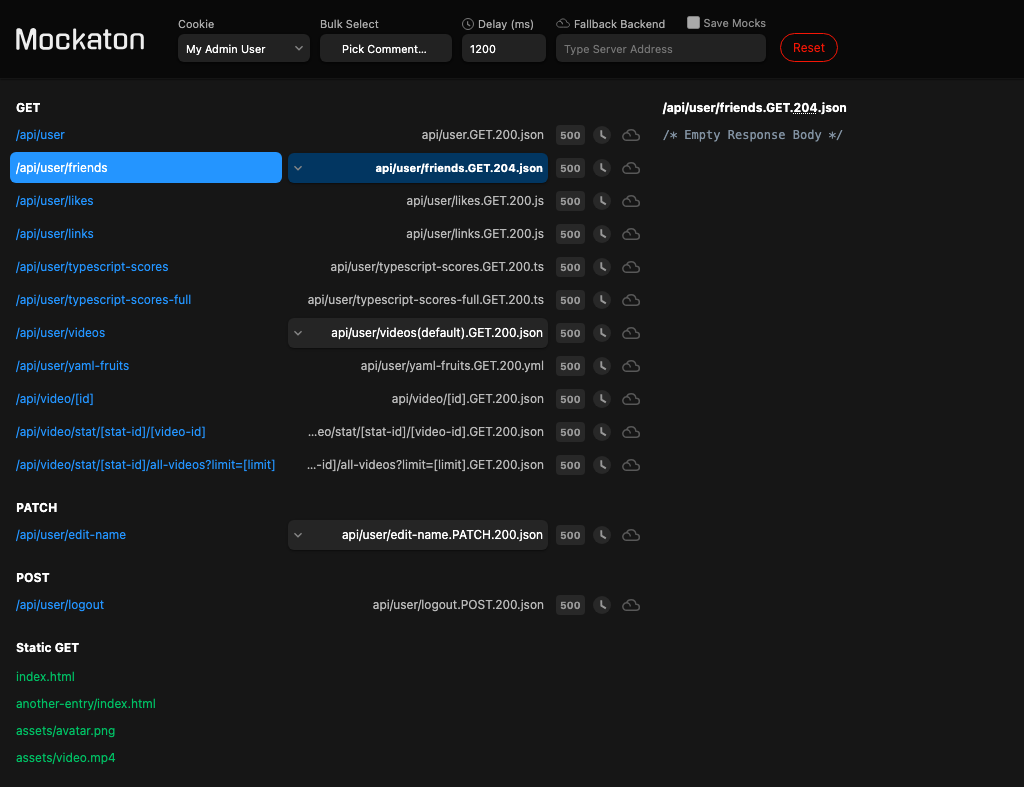 Mockaton
Cookie
My Admin User
Bulk Select
Pick Comment...
Delay (ms)
1200
Fallback Backend
Type Server Address
Save Mocks
Reset
GET
/api/user api/user.GET.200.json 500
/api/user/friends api/user/friends.GET.204.json 500
/api/user/likes api/user/likes.GET.200.js 500
/api/user/links api/user/links.GET.200.js 500
/api/user/typescript-scores api/user/typescript-scores.GET.200.ts 500
/api/user/typescript-scores-full api/user/typescript-scores-full.GET.200.ts 500
/api/user/videos api/user/videos(default).GET.200.json 500
/api/user/yaml-fruits api/user/yaml-fruits.GET.200.yml 500
/api/video/[id] api/video/[id].GET.200.json 500
/api/video/stat/[stat-id]/[video-id] ...eo/stat/[stat-id]/[video-id].GET.200.json 500
/api/video/stat/[stat-id]/all-videos?limit=[limit] ...-id]/all-videos?limit=[limit].GET.200.json 500
PATCH
/api/user/edit-name api/user/edit-name.PATCH.200.json 500
POST
/api/user/logout api/user/logout.POST.200.json 500
Static GET
index.html
another-entry/index.html
assets/avatar.png
assets/video.mp4
/api/user/friends.GET.204.json
/* Empty Response Body */